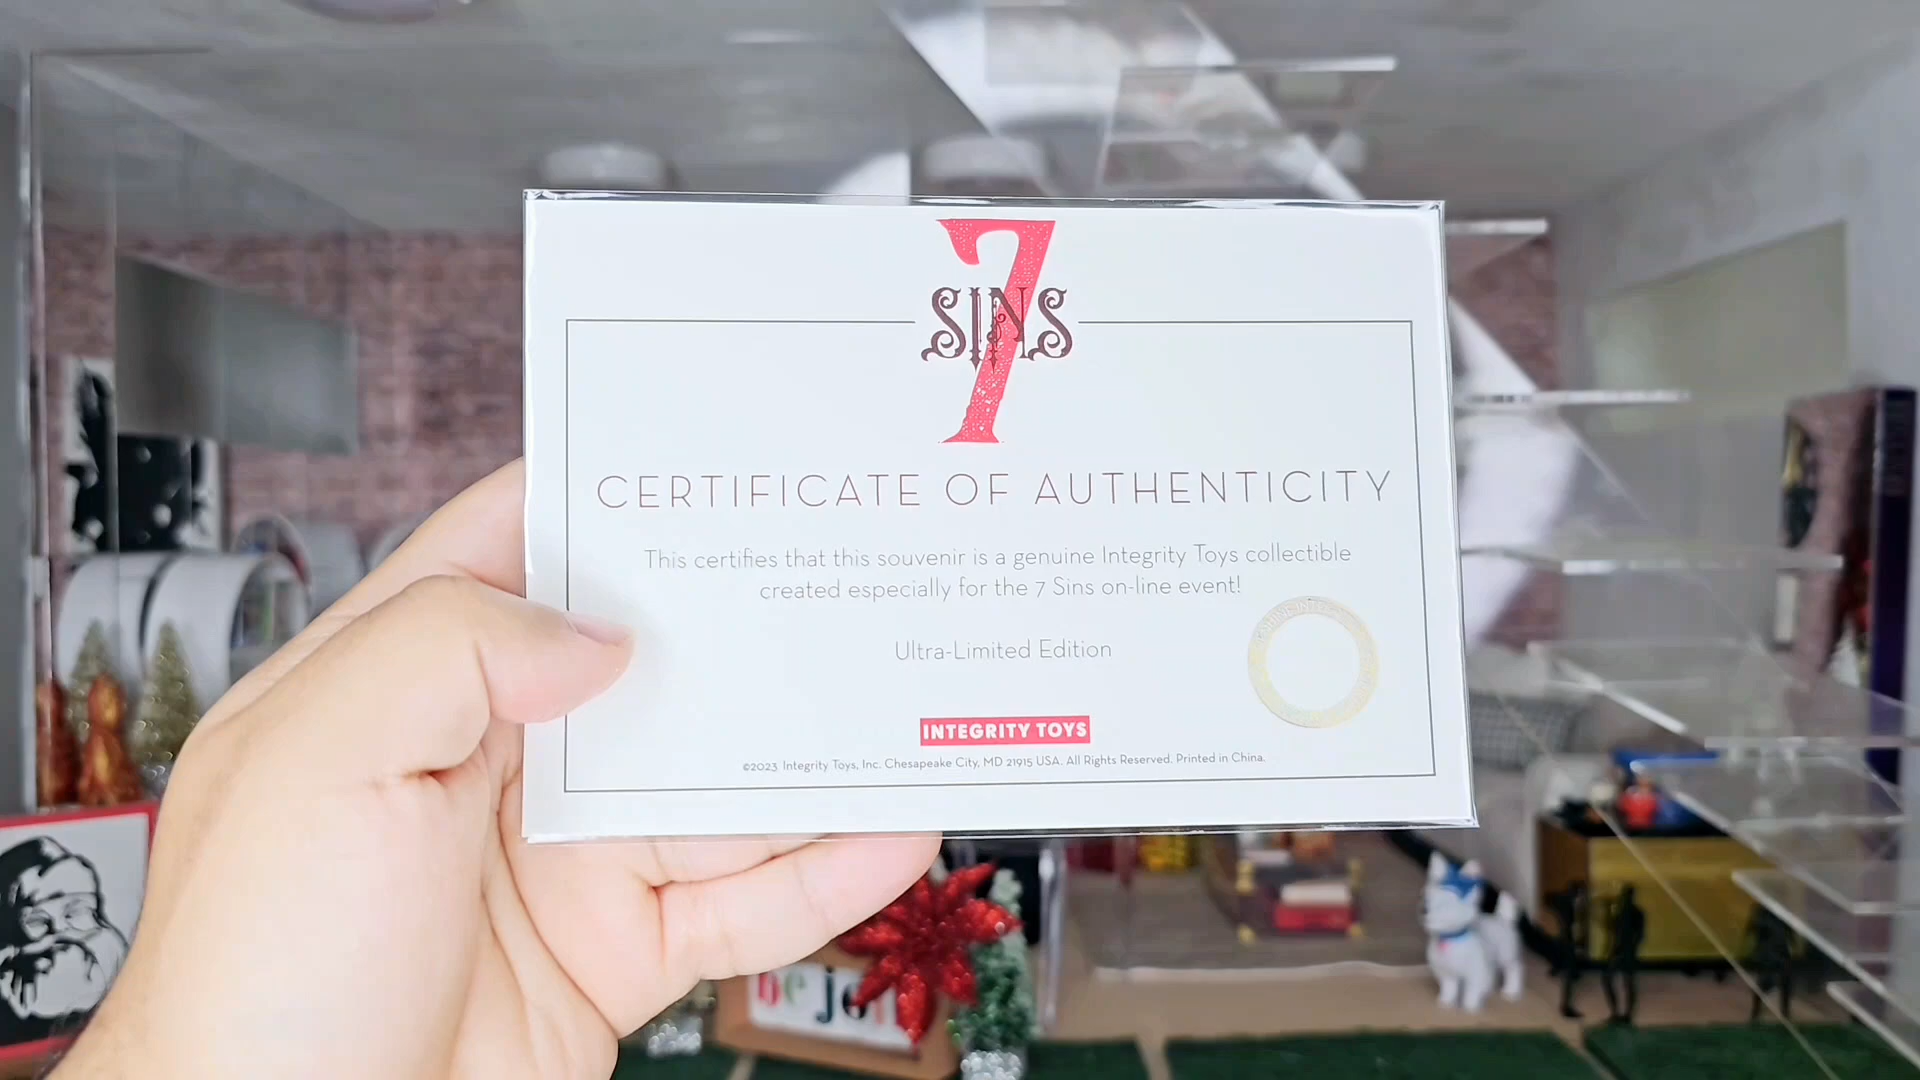 7
SINS
CERTIFICATE OF AUTHENTICITY
This certifies that this souvenir is a genuine Integrity Toys collectible
created especially for the 7 Sins on-line event!
Ultra-Limited Edition
INTEGRITY TOYS
©2023 Integrity Toys, Inc. Chesapeake City, MD 21915 USA. All Rights Reserved. Printed in China.
be